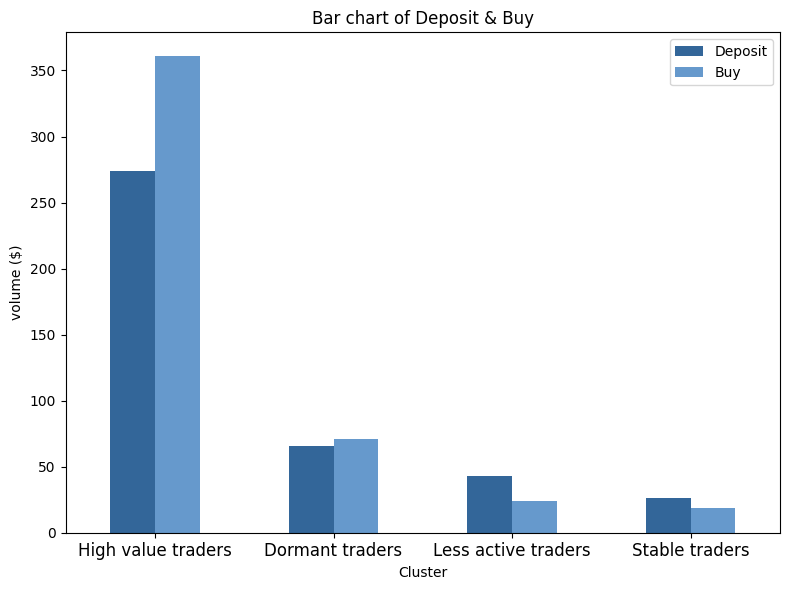 Bar chart of Deposit & Buy
Deposit
Buy
350
300
250
200
150
100
50
0
volume ($)
High value traders
Dormant traders
Less active traders
Stable traders
Cluster